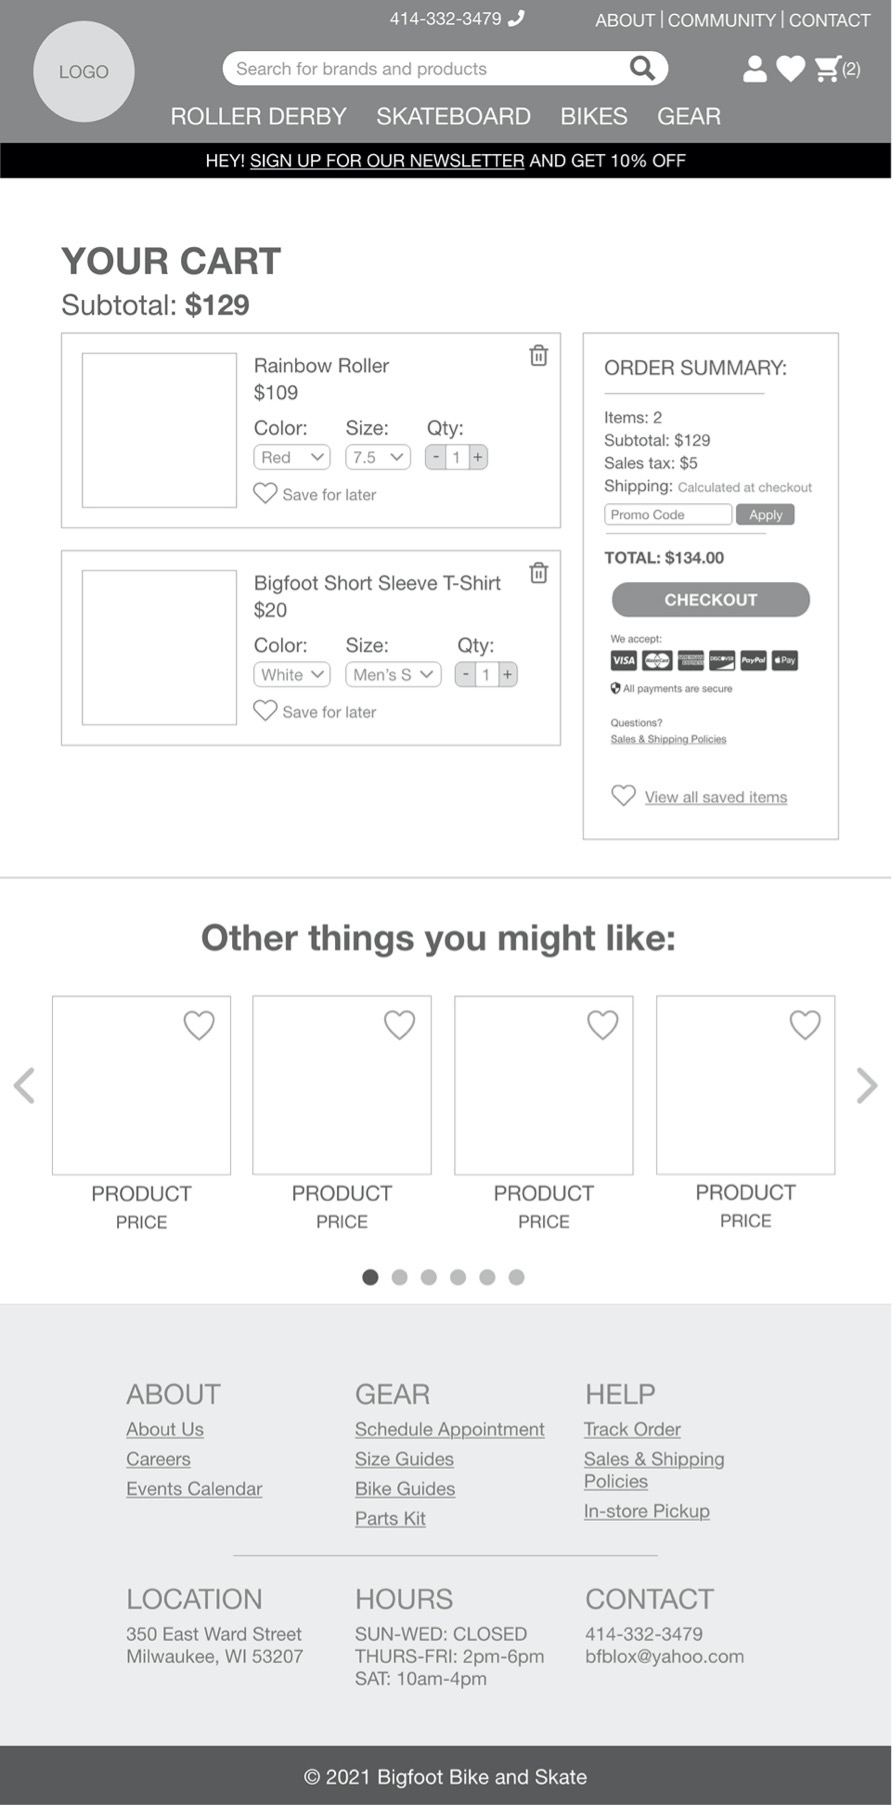 414-332-3479
ABOUT | COMMUNITY | CONTACT
LOGO
Search for brands and products
(2)
ROLLER DERBY SKATEBOARD BIKES GEAR
HEY! SIGN UP FOR OUR NEWSLETTER AND GET 10% OFF
YOUR CART
Subtotal: $129
Rainbow Roller
$109
Color: Size: Qty:
Red 7.5 - 1 +
Save for later
Bigfoot Short Sleeve T-Shirt
$20
Color: Size: Qty:
White Men's S - 1 +
Save for later
ORDER SUMMARY:
Items: 2
Subtotal: $129
Sales tax: $5
Shipping: Calculated at checkout
Promo Code Apply
TOTAL: $134.00
CHECKOUT
We accept:
VISA MasterCard AMERICAN EXPRESS DISCOVER PayPal Pay
All payments are secure
Questions?
Sales & Shipping Policies
View all saved items
Other things you might like:
PRODUCT PRODUCT PRODUCT PRODUCT
PRICE PRICE PRICE PRICE
ABOUT
About Us
Careers
Events Calendar
GEAR
Schedule Appointment
Size Guides
Bike Guides
Parts Kit
HELP
Track Order
Sales & Shipping
Policies
In-store Pickup
LOCATION
350 East Ward Street
Milwaukee, WI 53207
HOURS
SUN-WED: CLOSED
THURS-FRI: 2pm-6pm
SAT: 10am-4pm
CONTACT
414-332-3479
bfblox@yahoo.com
© 2021 Bigfoot Bike and Skate